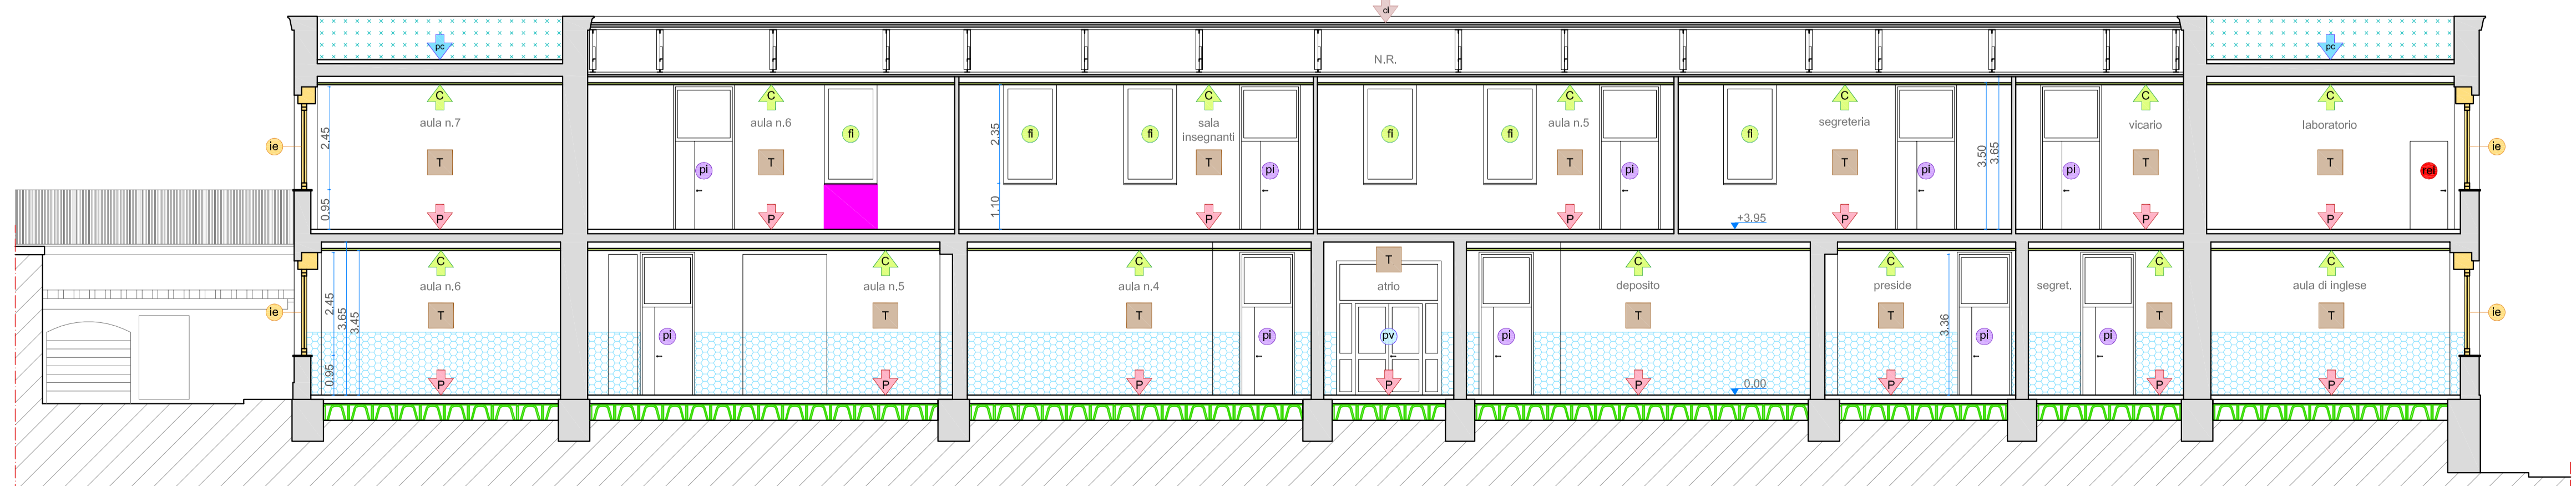 ci
pc
pc
N.R.
C
C
C
C
C
C
C
aula n.7
aula n.6
sala
insegnanti
aula n.5
segreteria
vicario
laboratorio
fi
fi
fi
fi
fi
fi
ie
ie
2.45
2.35
3.50
3.65
T
T
T
T
T
T
T
pi
pi
pi
pi
pi
rei
0.95
1.10
P
P
P
P
P
P
P
+3.95
C
C
C
C
C
C
C
T
aula n.6
aula n.5
aula n.4
atrio
deposito
preside
segret.
aula di inglese
ie
ie
2.45
3.65
3.45
3.36
T
T
T
T
T
T
T
pi
pi
pv
pi
pi
pi
0.95
P
P
P
P
P
P
P
P
0.00